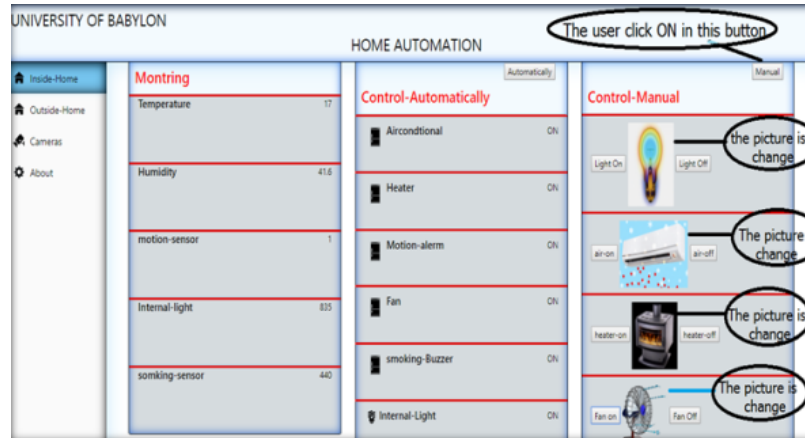 UNIVERSITY OF BABYLON
HOME AUTOMATION
The user click ON in this button
Inside-Home
Outside-Home
Cameras
About
Montring
Temperature 17
Humidity 41.6
motion-sensor 1
Internal-light 835
somking-sensor 440
Automatically
Control-Automatically
Aircondtional ON
Heater ON
Motion-alerm ON
Fan ON
smoking-Buzzer ON
Internal-Light ON
Manual
Control-Manual
Light On
Light Off
the picture is
change
air-on
air-off
The picture
change
heater-on
heater-off
The picture is
change
Fan on
Fan Off
The picture is
change